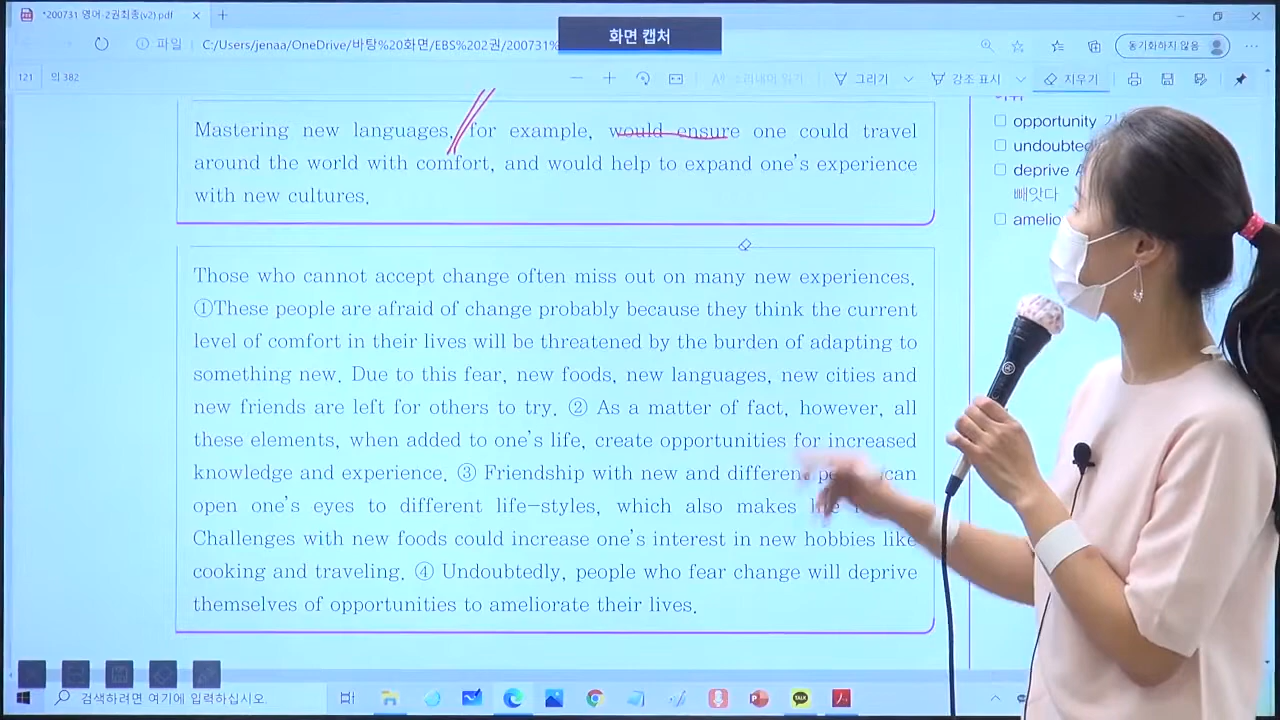 *200731 영어-2권최종(v2).pdf
파일 C:/Users/jenaa/OneDrive/바탕%20화면/EBS%202권/200731%
화면 캡처
동기화하지 않음
121 의 382
소리내어 읽기 그리기 강조 표시 지우기
Mastering new languages, for example, would ensure one could travel
around the world with comfort, and would help to expand one's experience
with new cultures.
opportunity
deprive
빼앗다
Those who cannot accept change often miss out on many new experiences.
①These people are afraid of change probably because they think the current
level of comfort in their lives will be threatened by the burden of adapting to
something new. Due to this fear, new foods, new languages, new cities and
new friends are left for others to try. ② As a matter of fact, however, all
these elements, when added to one's life, create opportunities for increased
knowledge and experience. ③ Friendship with new and different can
open one's eyes to different life-styles, which also makes
Challenges with new foods could increase one's interest in new hobbies like
cooking and traveling. ④ Undoubtedly, people who fear change will deprive
themselves of opportunities to ameliorate their lives.
검색하려면 여기에 입력하십시오.
TALK